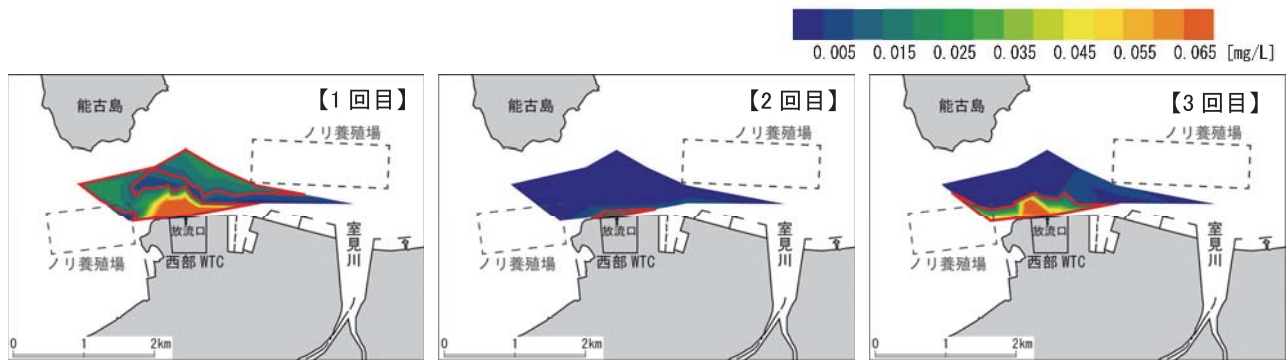 0.005 0.015 0.025 0.035 0.045 0.055 0.065 [mg/L]
能古島
【1回目】
ノリ養殖場
放流口
西部WTC
室見川
ノリ養殖場
0 1 2km
能古島
【2回目】
ノリ養殖場
放流口
西部WTC
室見川
ノリ養殖場
0 1 2km
能古島
【3回目】
ノリ養殖場
放流口
西部WTC
室見川
ノリ養殖場
0 1 2km